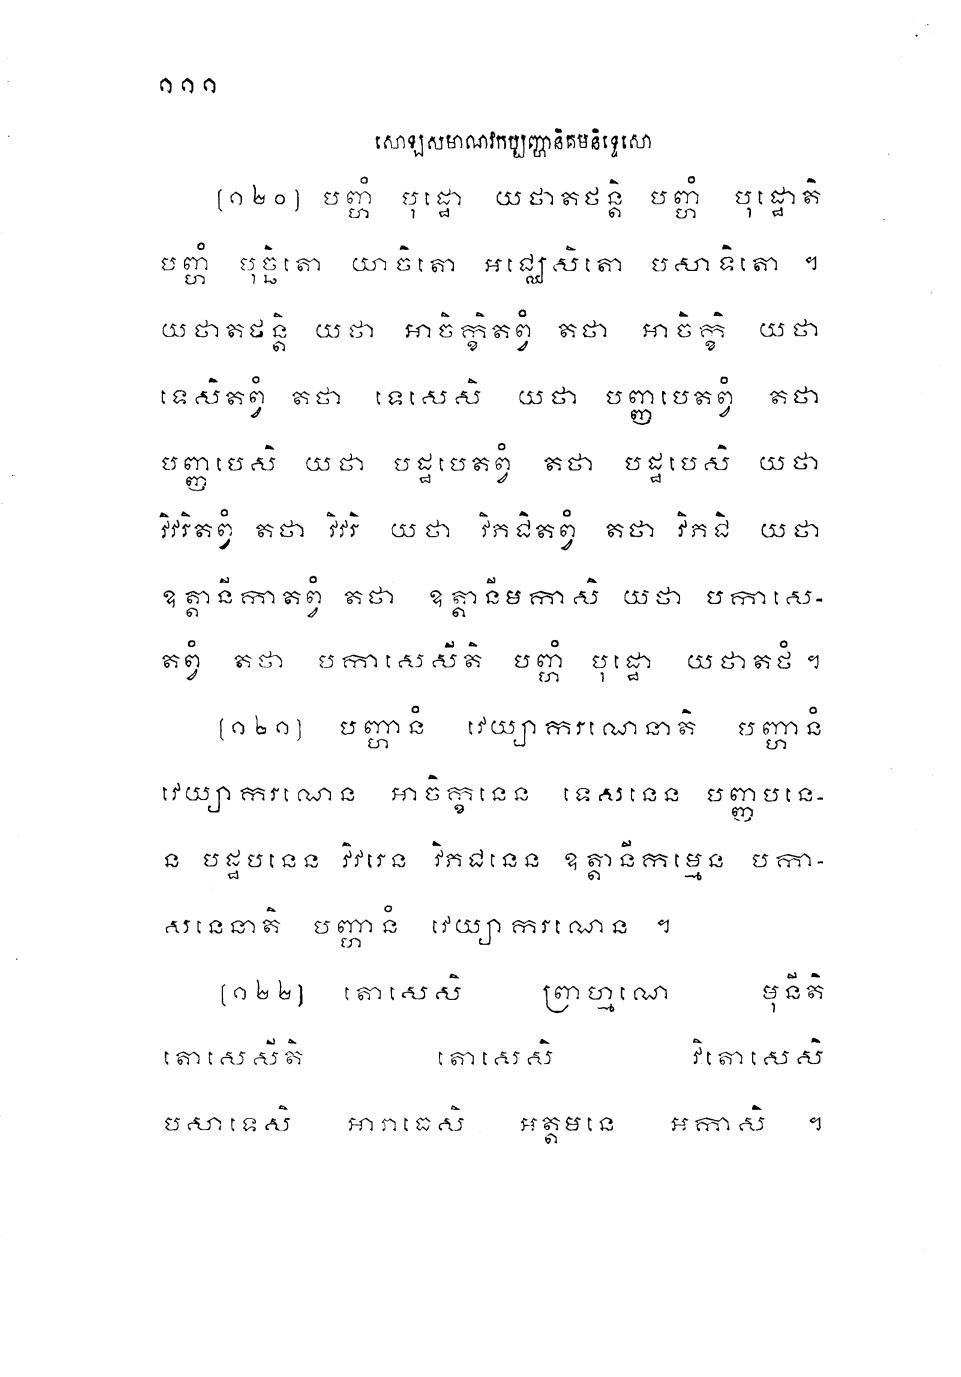 ១១១
សោឡសមាណវកប្បញ្ហានិគមនិទ្ទេសោ
(១២០) បញ្ហំ បុដ្ឋោ យថាតថន្តិ បញ្ហំ បុដ្ឋោតិ
បញ្ហំ បុច្ឆិតោ យាចិតោ អជ្ឈេសិតោ បសាទិតោ ។
យថាតថន្តិ យថា អាចិក្ខិតព្វំ តថា អាចិក្ខិ យថា
ទេសិតព្វំ តថា ទេសេសិ យថា បញ្ញបេតព្វំ តថា
បញ្ញបេសិ យថា បដ្ឋបេតព្វំ តថា បដ្ឋបេសិ យថា
វិវរិតព្វំ តថា វិវរិ យថា វិភជិតព្វំ តថា វិភជិ យថា
ឧត្តានីកាតព្វំ តថា ឧត្តានីមកាសិ យថា បកាសេ-
តព្វំ តថា បកាសេសីតិ បញ្ហំ បុដ្ឋោ យថាតថំ ។
(១២១) បញ្ហានំ វេយ្យាករណេនាតិ បញ្ហានំ
វេយ្យាករណេន អាចិក្ខនេន ទេសនេន បញ្ញបនេ-
ន បដ្ឋបនេន វិវរេន វិភជនេន ឧត្តានីកម្មេន បកា-
សនេនាតិ បញ្ហានំ វេយ្យាករណេន ។
(១២២) តោសេសិ ព្រាហ្មណេ មុនីតិ
តោសេសីតិ តោសេសិ វិតោសេសិ
បសាទេសិ អារាធេសិ អត្តមនេ អកាសិ ។